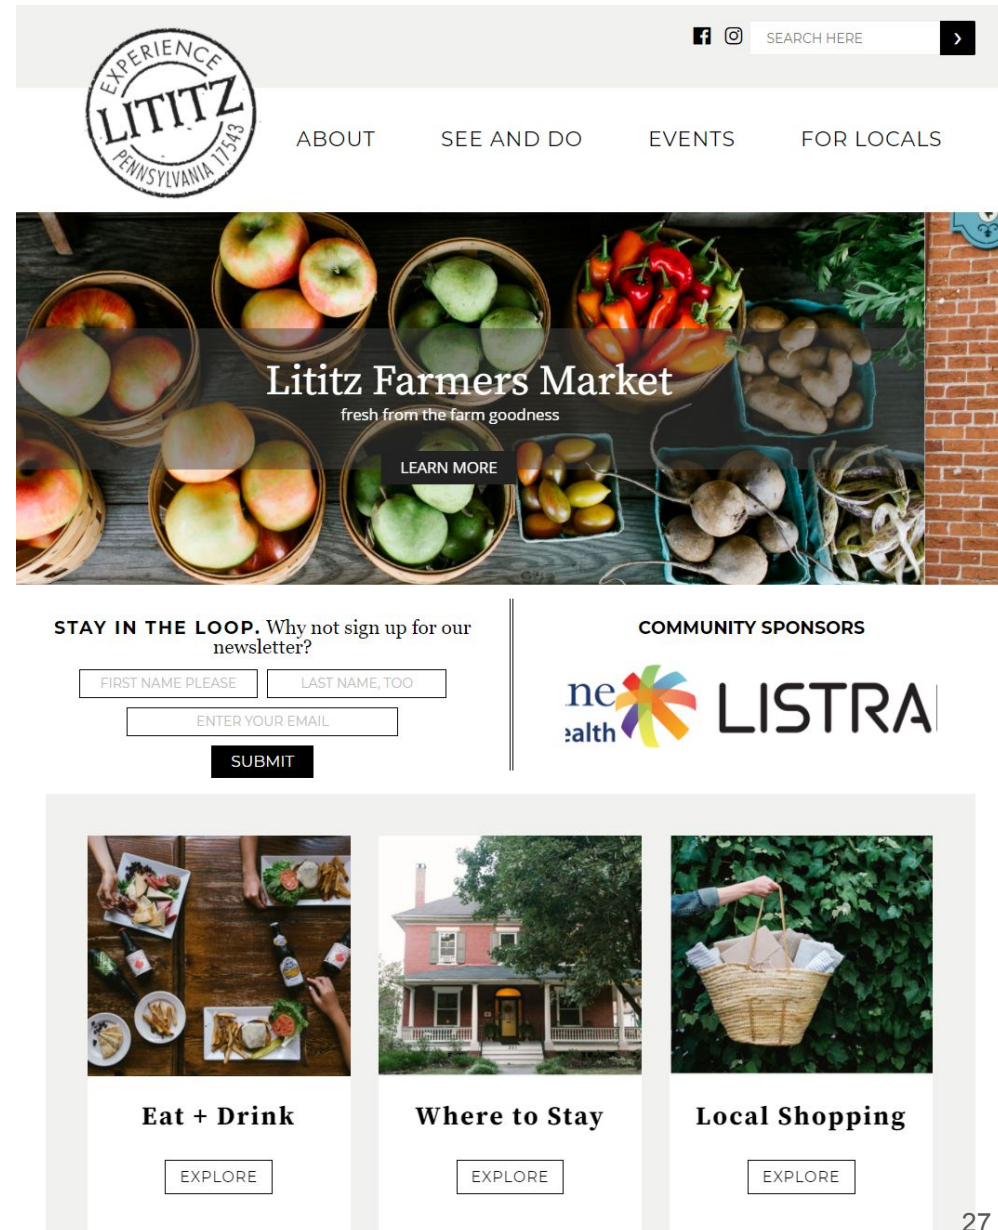 SEARCH HERE
EXPERIENCE
LITITZ
PENNSYLVANIA 17543
ABOUT
SEE AND DO
EVENTS
FOR LOCALS
Lititz Farmers Market
fresh from the farm goodness
LEARN MORE
STAY IN THE LOOP. Why not sign up for our
newsletter?
FIRST NAME PLEASE
LAST NAME, TOO
ENTER YOUR EMAIL
SUBMIT
COMMUNITY SPONSORS
ne
ealth
LISTRA
Eat + Drink
Where to Stay
Local Shopping
EXPLORE
EXPLORE
EXPLORE
27